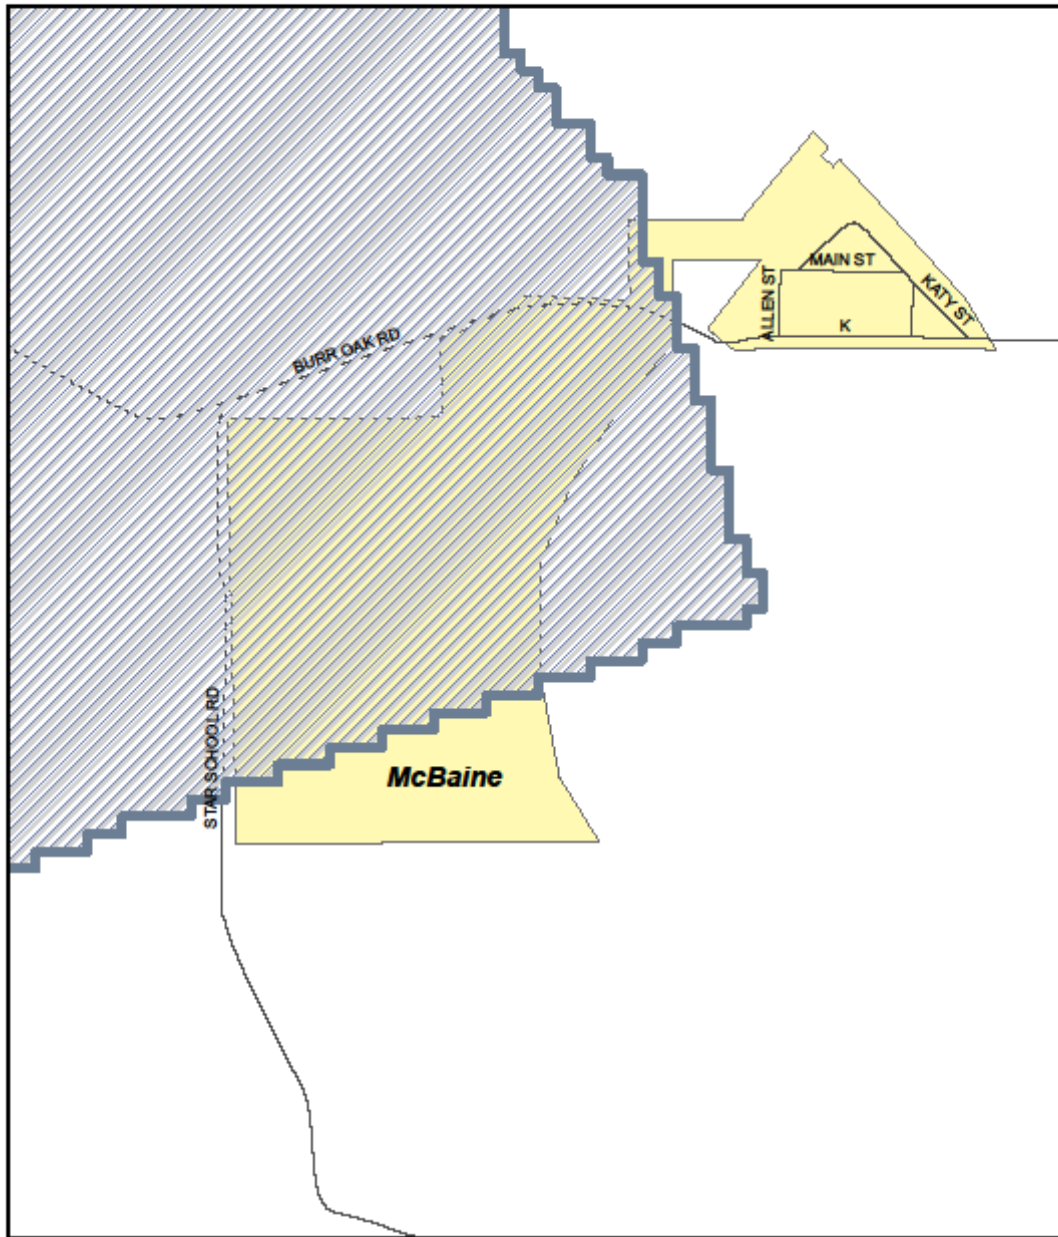 MAIN ST
ALLEN ST
KATY ST
K
BURR OAK RD
STAR SCHOOL RD
McBaine